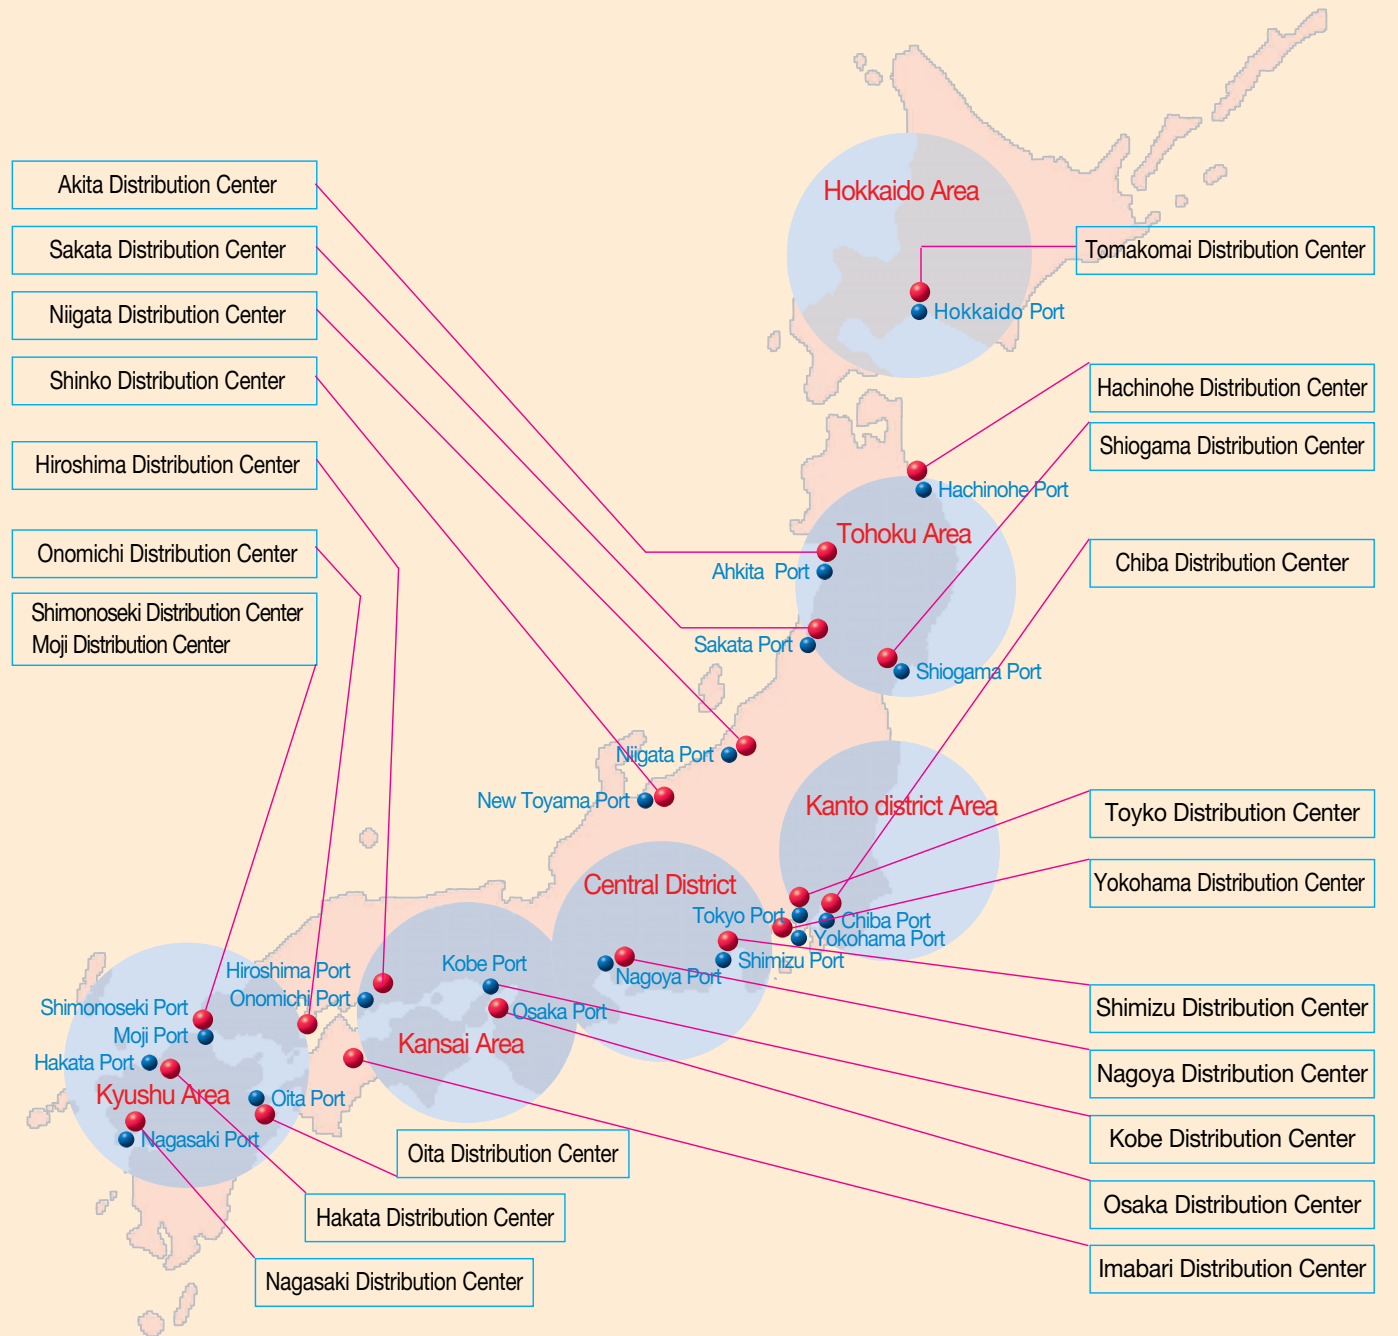 Akita Distribution Center
Sakata Distribution Center
Niigata Distribution Center
Shinko Distribution Center
Hiroshima Distribution Center
Onomichi Distribution Center
Shimonoseki Distribution Center
Moji Distribution Center
Hokkaido Area
Tomakomai Distribution Center
Hokkaido Port
Hachinohe Distribution Center
Shiogama Distribution Center
Hachinohe Port
Tohoku Area
Chiba Distribution Center
Ahkita Port
Sakata Port
Shiogama Port
Niigata Port
New Toyama Port
Kanto district Area
Toyko Distribution Center
Central District
Yokohama Distribution Center
Tokyo Port
Chiba Port
Yokohama Port
Shimizu Port
Nagoya Port
Kobe Port
Hiroshima Port
Onomichi Port
Osaka Port
Shimonoseki Port
Moji Port
Kansai Area
Hakata Port
Kyushu Area
Oita Port
Nagasaki Port
Shimizu Distribution Center
Nagoya Distribution Center
Kobe Distribution Center
Osaka Distribution Center
Imabari Distribution Center
Oita Distribution Center
Hakata Distribution Center
Nagasaki Distribution Center